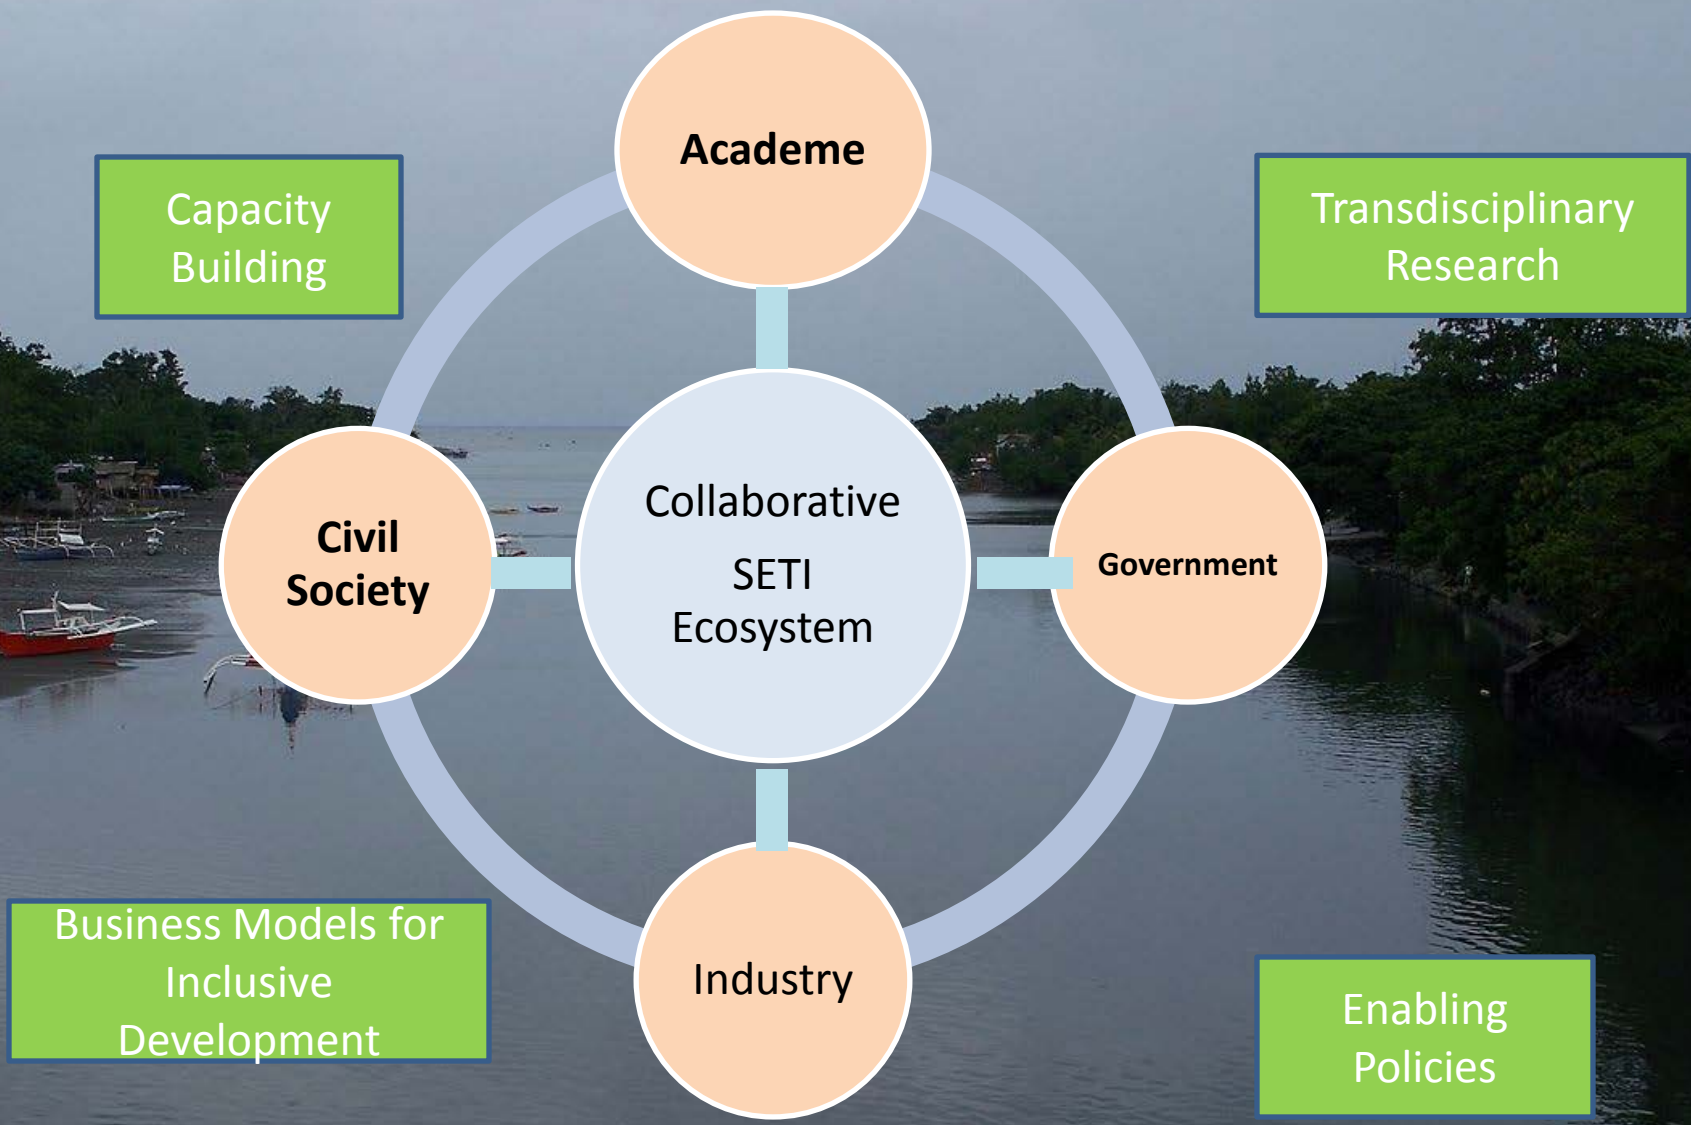 Academe
Capacity
Building
Transdisciplinary
Research
Collaborative
SETI
Ecosystem
Civil
Society
Government
Business Models for
Inclusive
Development
Industry
Enabling
Policies